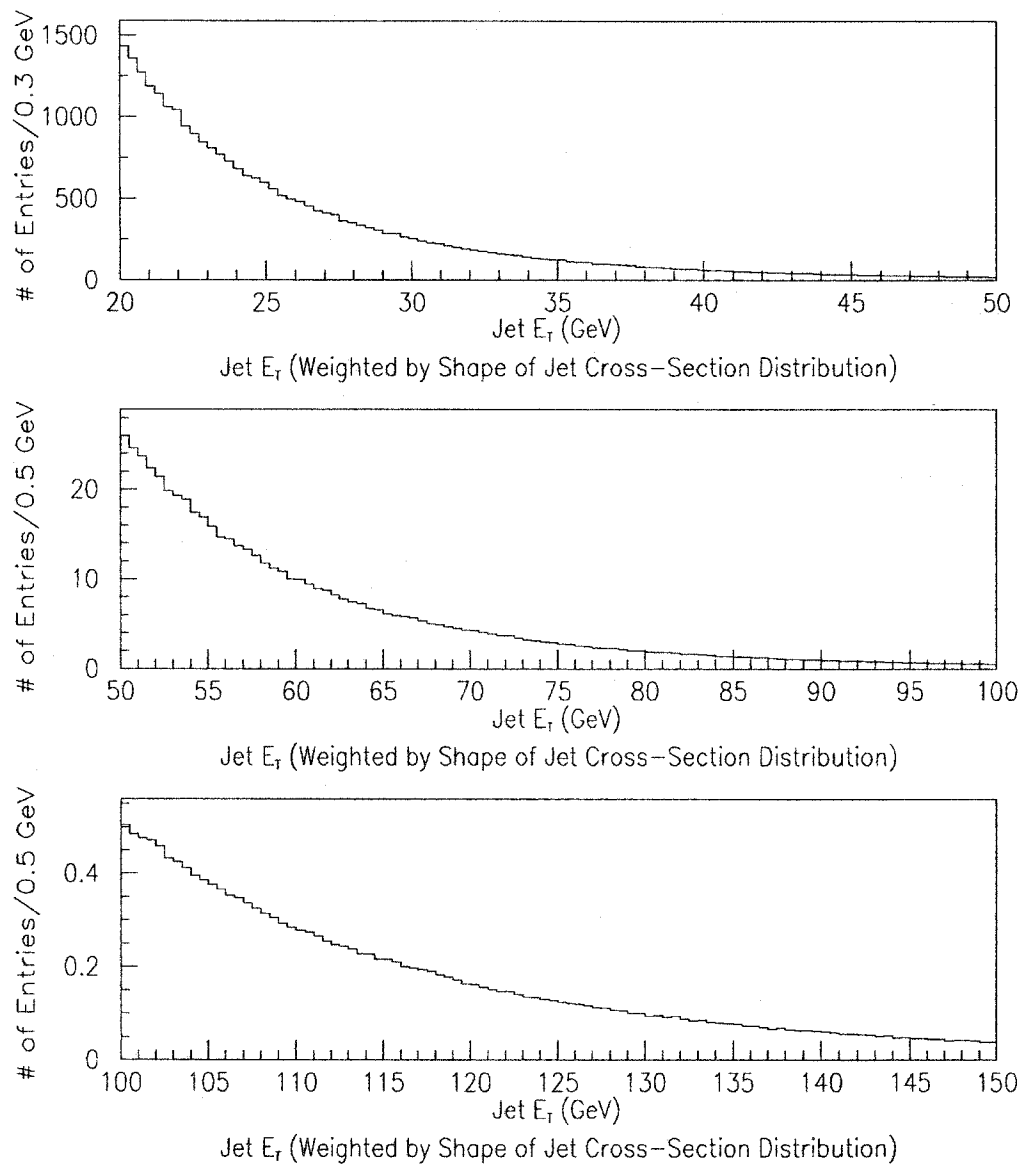 # of Entries/0.3 GeV
1500
1000
500
0
20 25 30 35 40 45 50
Jet E_T (GeV)
Jet E_T (Weighted by Shape of Jet Cross-Section Distribution)
# of Entries/0.5 GeV
20
10
0
50 55 60 65 70 75 80 85 90 95 100
Jet E_T (GeV)
Jet E_T (Weighted by Shape of Jet Cross-Section Distribution)
# of Entries/0.5 GeV
0.4
0.2
0
100 105 110 115 120 125 130 135 140 145 150
Jet E_T (GeV)
Jet E_T (Weighted by Shape of Jet Cross-Section Distribution)